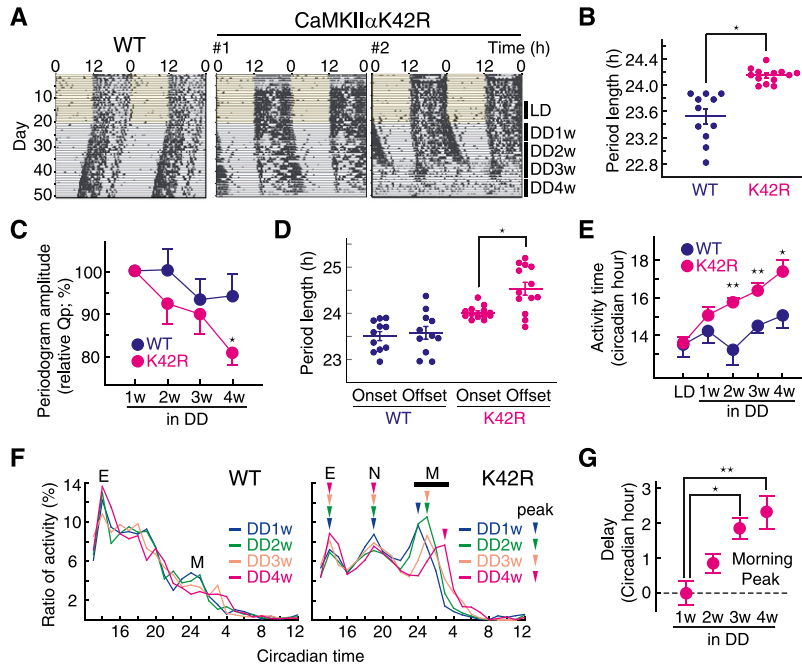 A
CaMKIIαK42R
WT
#1
#2
Time (h)
0 12 0 12 0
0 12 0 12 0
0 12 0 12 0
Day
10
20
30
40
50
LD
DD1w
DD2w
DD3w
DD4w
B
Period length (h)
24.4
24.0
23.6
23.2
22.8
*
WT
K42R
C
Periodogram amplitude
(relative Qp; %)
100
90
80
WT
K42R
*
1w 2w 3w 4w
in DD
D
Period length (h)
25
24
23
*
Onset Offset Onset Offset
WT
K42R
E
Activity time
(circadian hour)
18
16
14
WT
K42R
** ** *
LD 1w 2w 3w 4w
in DD
F
Ratio of activity (%)
14
10
6
2
E
M
WT
DD1w
DD2w
DD3w
DD4w
16 20 24 4 8 12
E
N
M
K42R
peak
DD1w
DD2w
DD3w
DD4w
16 20 24 4 8 12
Circadian time
G
Delay
(Circadian hour)
3
2
1
0
**
*
Morning
Peak
1w 2w 3w 4w
in DD